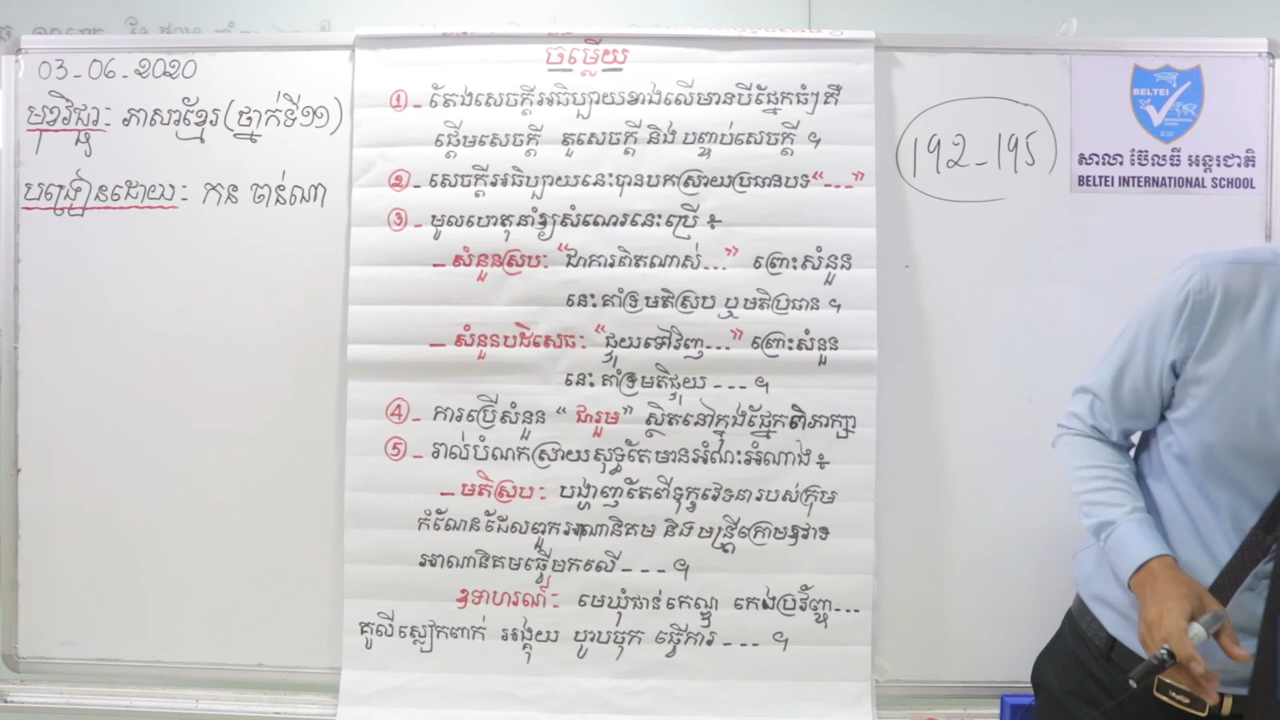 03-06-2020
មុខវិជ្ជា: ភាសាខ្មែរ(ថ្នាក់ទី១១)
បង្រៀនដោយ: កន ចាន់ណា
ចម្លើយ
①- តែងសេចក្ដីអធិប្បាយខាងលើមានបីផ្នែកធំៗគឺ
ផ្ដើមសេចក្ដី តួសេចក្ដី និង បញ្ចប់សេចក្ដី ។
②- សេចក្ដីអធិប្បាយនេះបានបកស្រាយប្រធានបទ“---”
③- មូលហេតុនាំឱ្យសំណេរនេះប្រើ ៖
- សំនួនស្រប: “ជាការពិតណាស់...” ព្រោះសំនួន
នេះគាំទ្រមតិស្រប ឬមតិប្រធាន ។
- សំនួនបដិសេធ: “ផ្ទុយទៅវិញ...” ព្រោះសំនួន
នេះគាំទ្រមតិផ្ទុយ --- ។
④- ការប្រើសំនួន “ជារួម” ស្ថិតនៅក្នុងផ្នែកពិភាក្សា
⑤- រាល់បំណកស្រាយសុទ្ធតែមានអំណះអំណាង ៖
- មតិស្រប: បង្ហាញតែពីទុក្ខវេទនារបស់ក្រុម
កំណែនដែលពួកអាណានិគម និងមន្ត្រីក្រោមឱវាទ
អាណានិគមធ្វើមកលើ --- ។
ឧទាហរណ៍: មេឃុំជាន់កេណ្ឌ កេងប្រវ័ញ្ច...
គូលីស្លៀកពាក់ អង្គុយ ធ្វើការ --- ។
192-195
BELTEI
INTERNATIONAL
SCHOOL
សាលា ប៊ែលធី អន្តរជាតិ
BELTEI INTERNATIONAL SCHOOL